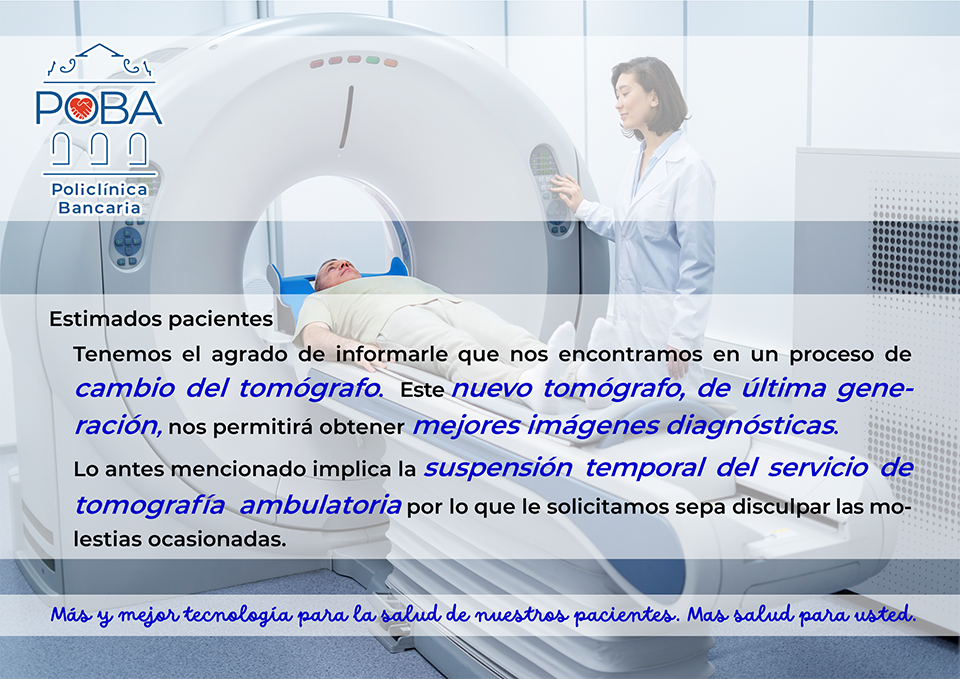 POBA
Policlínica
Bancaria
Estimados pacientes
Tenemos el agrado de informarle que nos encontramos en un proceso de
cambio del tomógrafo. Este nuevo tomógrafo, de última gene-
ración, nos permitirá obtener mejores imágenes diagnósticas.
Lo antes mencionado implica la suspensión temporal del servicio de
tomografía ambulatoria por lo que le solicitamos sepa disculpar las mo-
lestias ocasionadas.
Más y mejor tecnología para la salud de nuestros pacientes. Mas salud para usted.